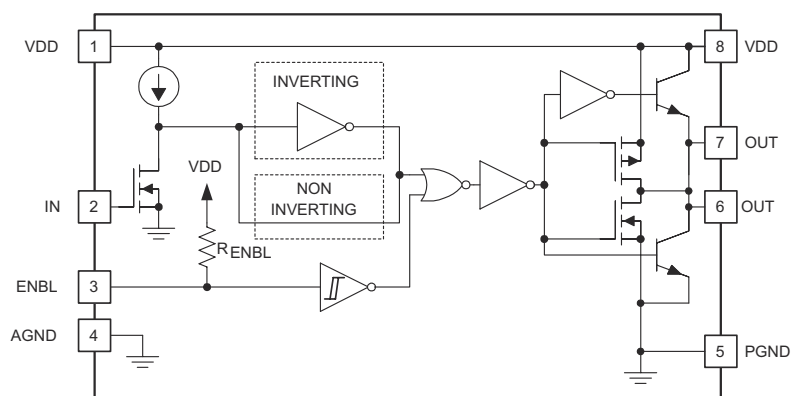 VDD 1
8 VDD
INVERTING
7 OUT
VDD
NON
INVERTING
IN 2
6 OUT
RENBL
ENBL 3
AGND 4
5 PGND